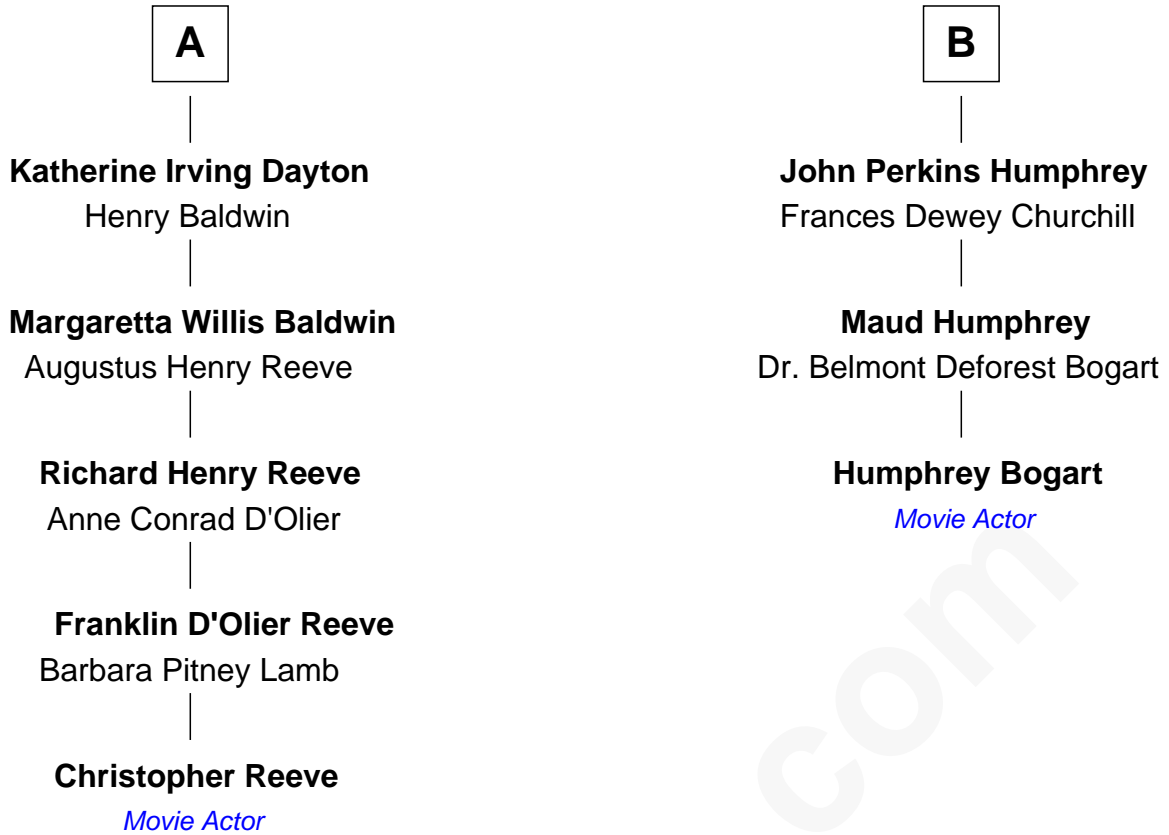 A
Katherine Irving Dayton
Henry Baldwin
Margaretta Willis Baldwin
Augustus Henry Reeve
Richard Henry Reeve
Anne Conrad D'Olier
Franklin D'Olier Reeve
Barbara Pitney Lamb
Christopher Reeve
Movie Actor
B
John Perkins Humphrey
Frances Dewey Churchill
Maud Humphrey
Dr. Belmont Deforest Bogart
Humphrey Bogart
Movie Actor
com